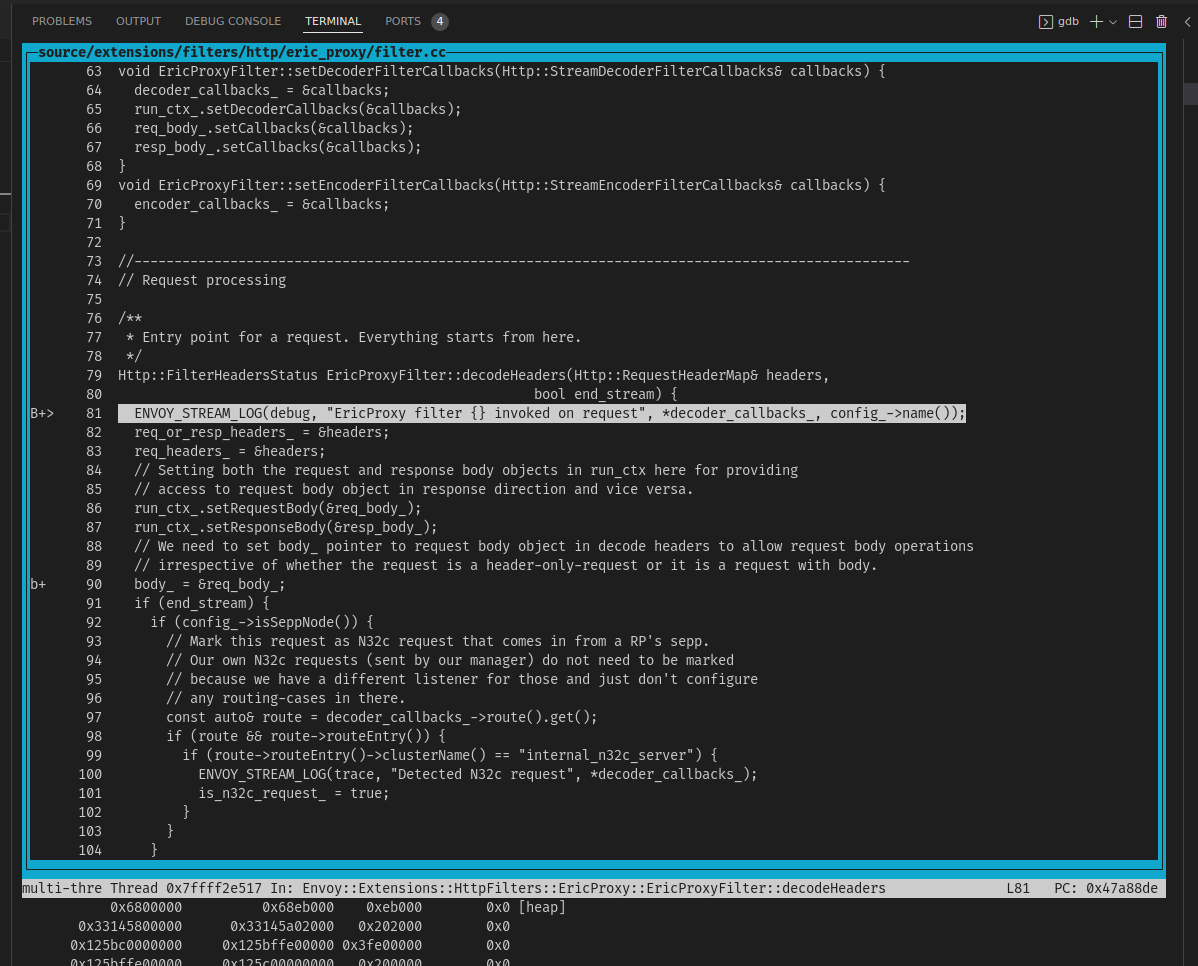 PROBLEMS OUTPUT DEBUG CONSOLE TERMINAL PORTS 4 gdb
source/extensions/filters/http/eric_proxy/filter.cc
63 void EricProxyFilter::setDecoderFilterCallbacks(Http::StreamDecoderFilterCallbacks& callbacks) {
64 decoder_callbacks_ = &callbacks;
65 run_ctx_.setDecoderCallbacks(&callbacks);
66 req_body_.setCallbacks(&callbacks);
67 resp_body_.setCallbacks(&callbacks);
68 }
69 void EricProxyFilter::setEncoderFilterCallbacks(Http::StreamEncoderFilterCallbacks& callbacks) {
70 encoder_callbacks_ = &callbacks;
71 }
72
73 //-------------------------------------------------------------------------------------------------
74 // Request processing
75
76 /**
77 * Entry point for a request. Everything starts from here.
78 */
79 Http::FilterHeadersStatus EricProxyFilter::decodeHeaders(Http::RequestHeaderMap& headers,
80 bool end_stream) {
B+> 81 ENVOY_STREAM_LOG(debug, "EricProxy filter {} invoked on request", *decoder_callbacks_, config_->name());
82 req_or_resp_headers_ = &headers;
83 req_headers_ = &headers;
84 // Setting both the request and response body objects in run_ctx here for providing
85 // access to request body object in response direction and vice versa.
86 run_ctx_.setRequestBody(&req_body_);
87 run_ctx_.setResponseBody(&resp_body_);
88 // We need to set body_ pointer to request body object in decode headers to allow request body operations
89 // irrespective of whether the request is a header-only-request or it is a request with body.
b+ 90 body_ = &req_body_;
91 if (end_stream) {
92 if (config_->isSeppNode()) {
93 // Mark this request as N32c request that comes in from a RP's sepp.
94 // Our own N32c requests (sent by our manager) do not need to be marked
95 // because we have a different listener for those and just don't configure
96 // any routing-cases in there.
97 const auto& route = decoder_callbacks_->route().get();
98 if (route && route->routeEntry()) {
99 if (route->routeEntry()->clusterName() == "internal_n32c_server") {
100 ENVOY_STREAM_LOG(trace, "Detected N32c request", *decoder_callbacks_);
101 is_n32c_request_ = true;
102 }
103 }
104 }
multi-thre Thread 0x7ffff2e517 In: Envoy::Extensions::HttpFilters::EricProxy::EricProxyFilter::decodeHeaders L81 PC: 0x47a88de
0x6800000 0x68eb000 0xeb000 0x0 [heap]
0x33145800000 0x33145a02000 0x202000 0x0
0x125bc0000000 0x125bffe00000 0x3fe00000 0x0
0x125bffe00000 0x125c00000000 0x200000 0x0